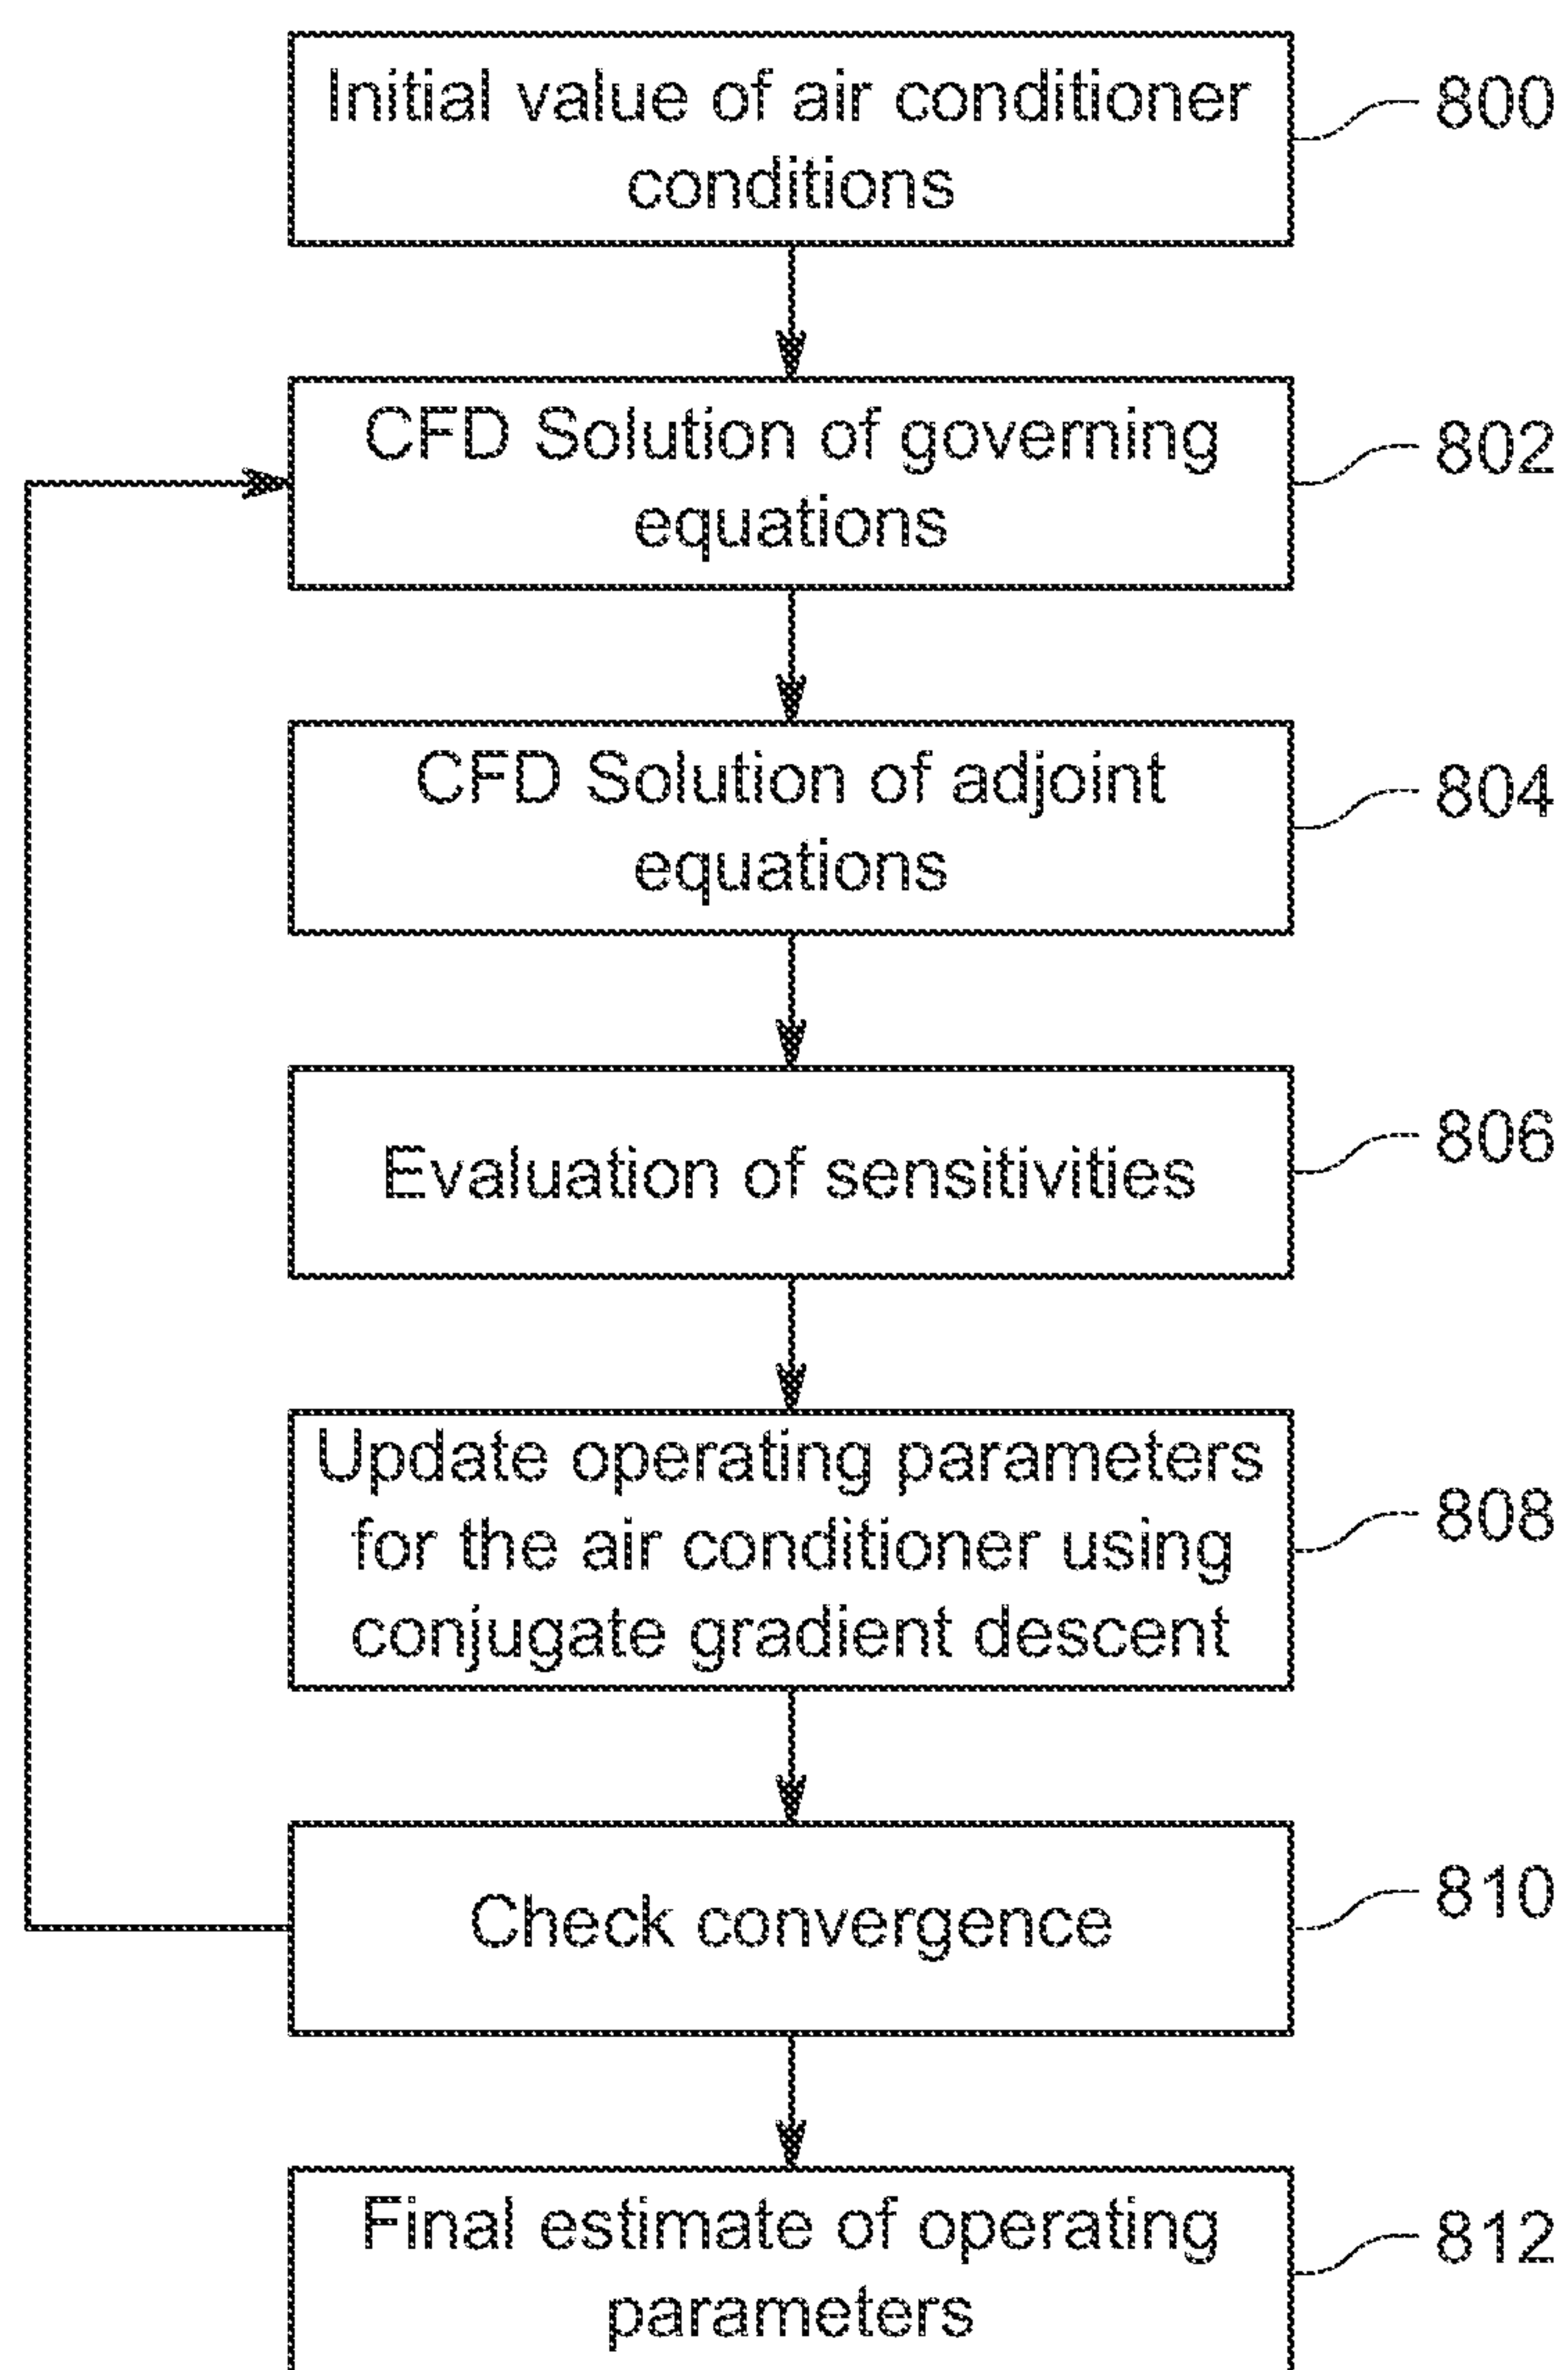 Initial value of air conditioner
conditions
800
CFD Solution of governing
equations
802
CFD Solution of adjoint
equations
804
Evaluation of sensitivities
806
Update operating parameters
for the air conditioner using
conjugate gradient descent
808
Check convergence
810
Final estimate of operating
parameters
812